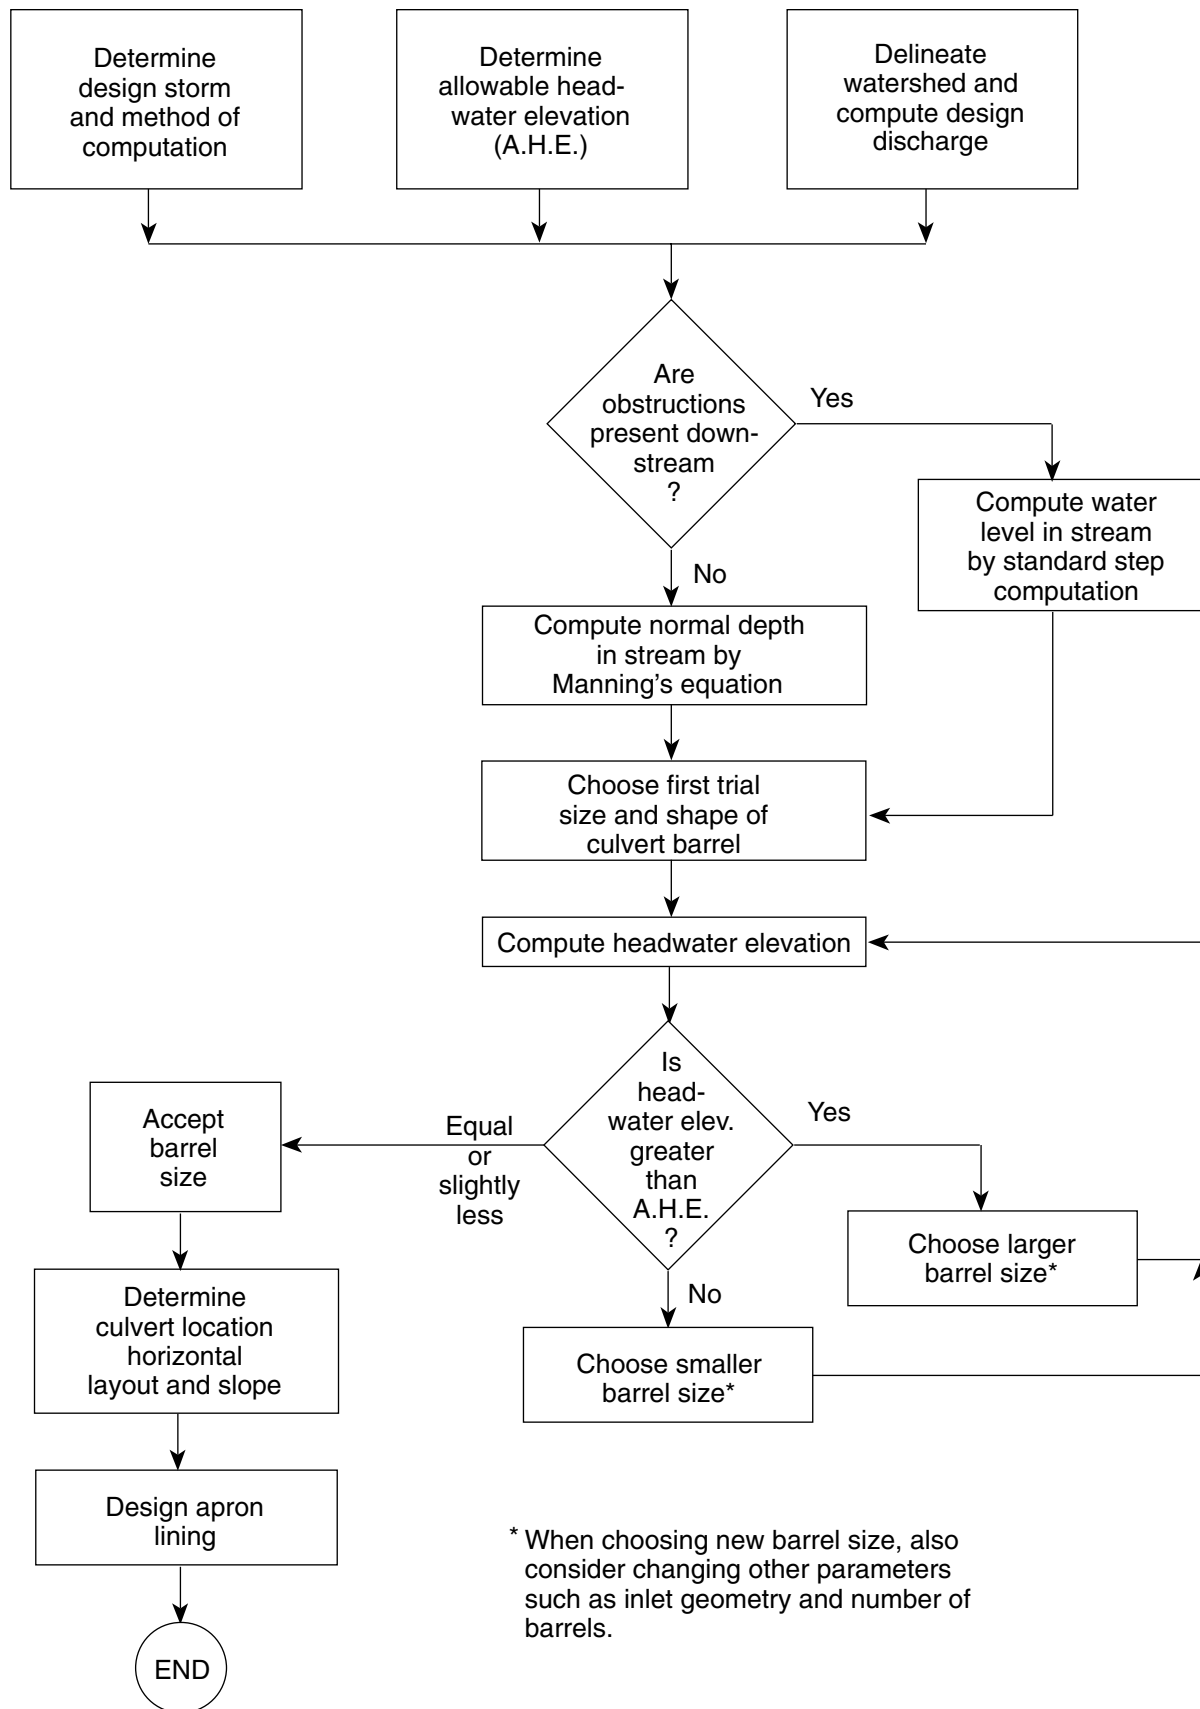 Determine
design storm
and method of
computation
Determine
allowable head-
water elevation
(A.H.E.)
Delineate
watershed and
compute design
discharge
Are
obstructions
present down-
stream
?
Yes
No
Compute water
level in stream
by standard step
computation
Compute normal depth
in stream by
Manning’s equation
Choose first trial
size and shape of
culvert barrel
Compute headwater elevation
Is
head-
water elev.
greater
than
A.H.E.
?
Equal
or
slightly
less
Yes
No
Accept
barrel
size
Choose larger
barrel size*
Determine
culvert location
horizontal
layout and slope
Choose smaller
barrel size*
Design apron
lining
END
* When choosing new barrel size, also
consider changing other parameters
such as inlet geometry and number of
barrels.